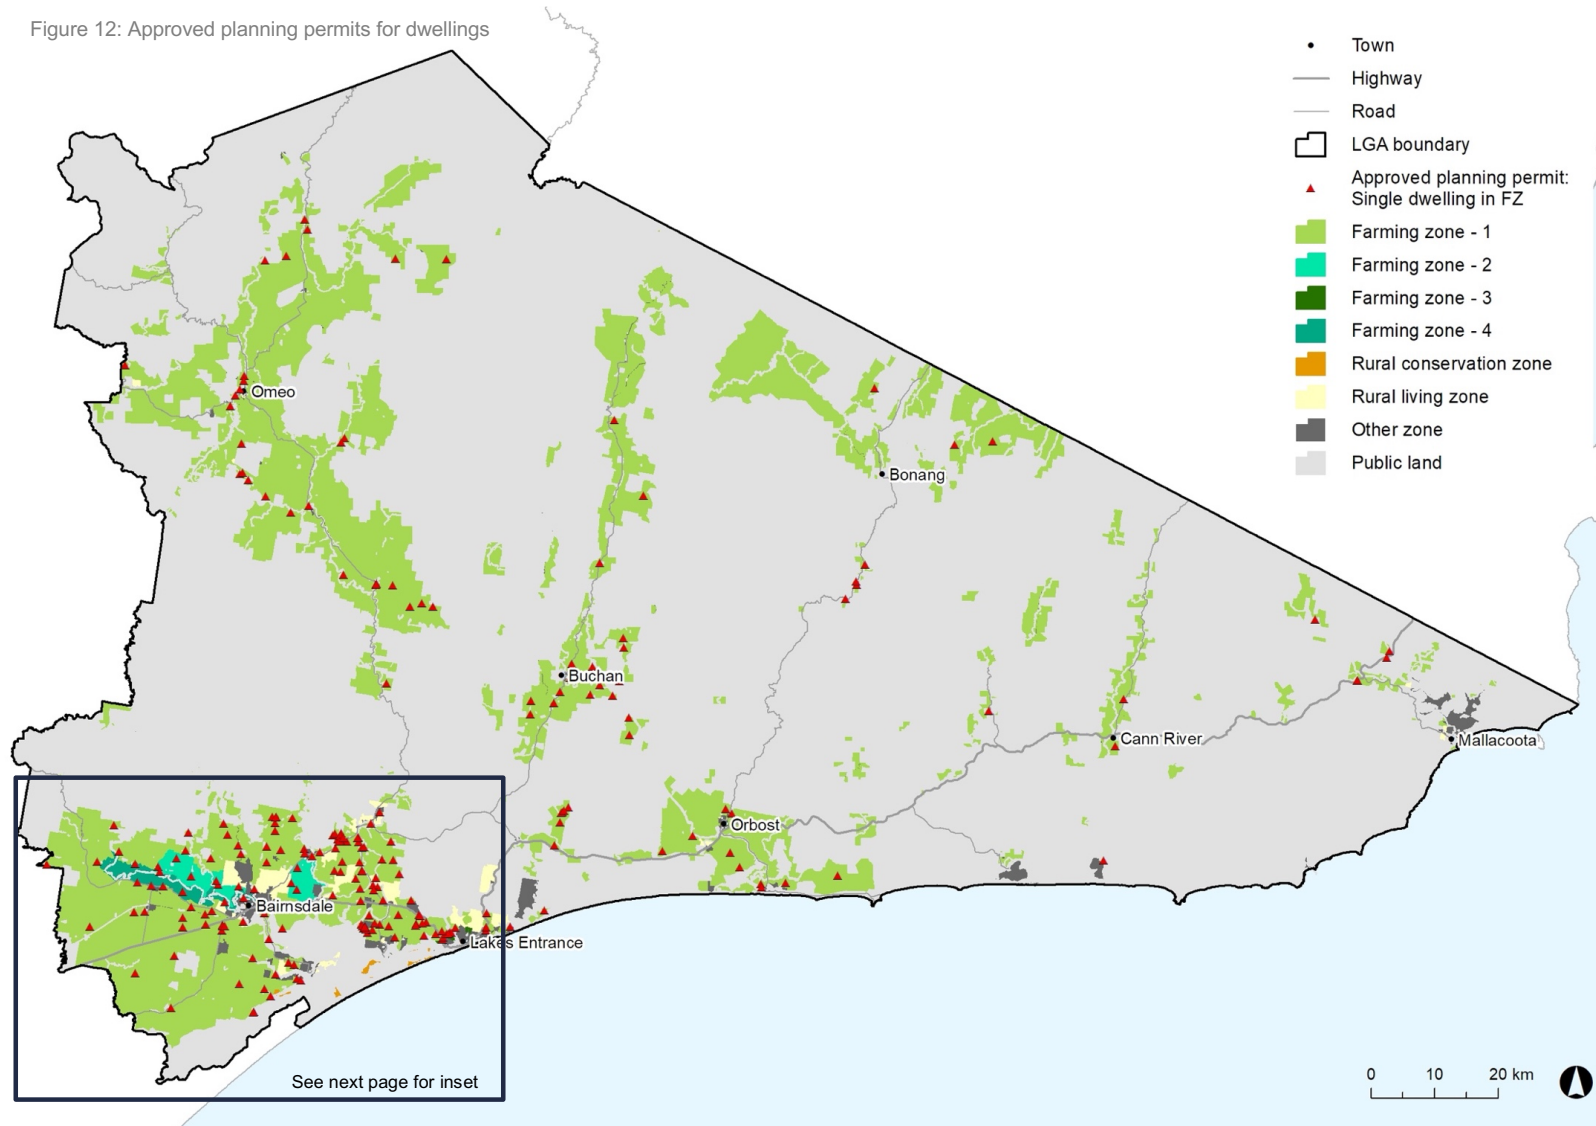 Figure 12: Approved planning permits for dwellings
Town
Highway
Road
LGA boundary
Approved planning permit:
Single dwelling in FZ
Farming zone - 1
Farming zone - 2
Farming zone - 3
Farming zone - 4
Rural conservation zone
Rural living zone
Other zone
Public land
Omeo
Bonang
Buchan
Cann River
Mallacoota
Orbost
Bairnsdale
Lakes Entrance
See next page for inset
0 10 20 km